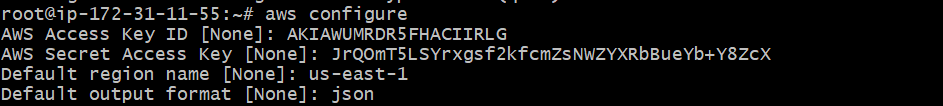 root@ip-172-31-11-55:~# aws configure
AWS Access Key ID [None]: AKIAWUMRDR5FHACIIRLG
AWS Secret Access Key [None]: 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
Default region name [None]: us-east-1
Default output format [None]: json